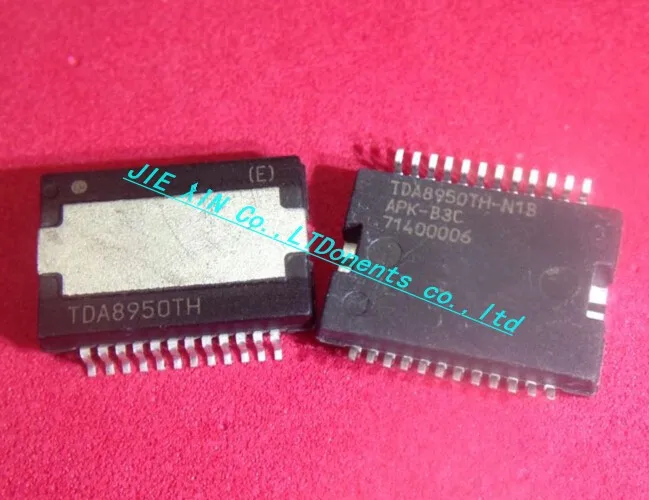 (E)
TDA8950TH
TDA8950TH-N1B
APK-B3C
71400006
JIE XIN Co., LTDonents co., ltd